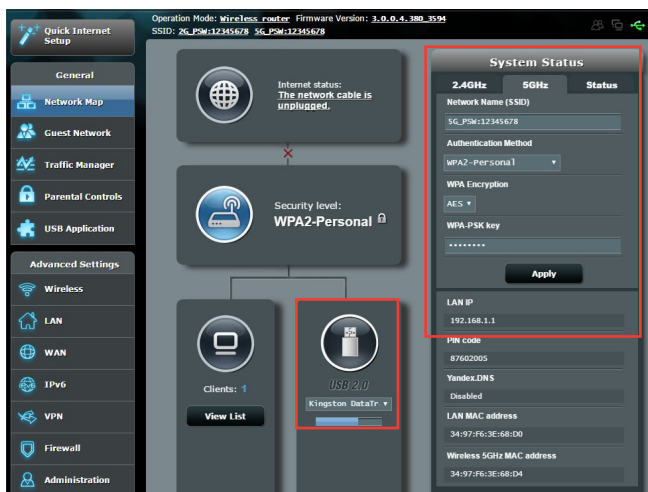 Quick Internet
Setup
Operation Mode: Wireless router Firmware Version: 3.0.0.4.380_3594
SSID: 2G_PSW:12345678 5G_PSW:12345678
General
Network Map
Guest Network
Traffic Manager
Parental Controls
USB Application
Advanced Settings
Wireless
LAN
WAN
IPv6
VPN
Firewall
Administration
Internet status:
The network cable is
unplugged.
Security level:
WPA2-Personal
Clients: 1
View List
USB 2.0
Kingston DataTr
System Status
2.4GHz 5GHz Status
Network Name (SSID)
5G_PSW:12345678
Authentication Method
WPA2-Personal
WPA Encryption
AES
WPA-PSK key
········
Apply
LAN IP
192.168.1.1
PIN code
87602005
Yandex.DNS
Disabled
LAN MAC address
34:97:F6:3E:68:D0
Wireless 5GHz MAC address
34:97:F6:3E:68:D4